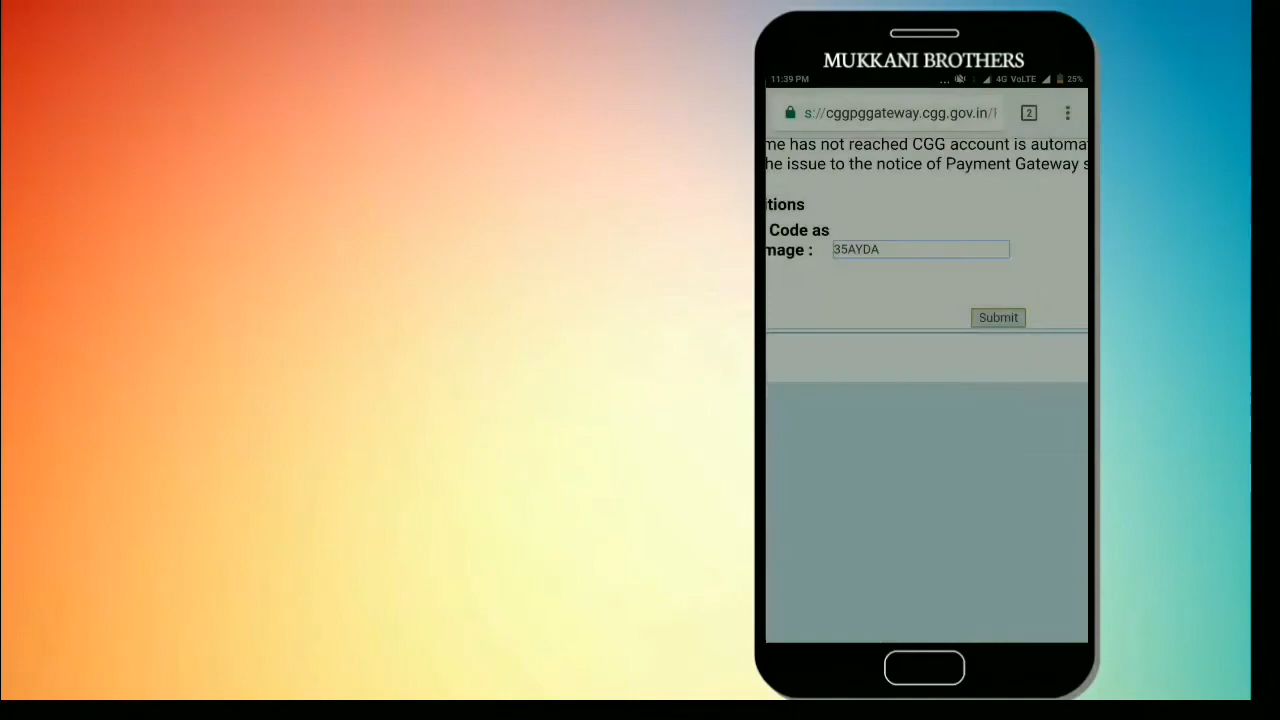 MUKKANI BROTHERS
11:39 PM ... 4G VoLTE 25%
s://cggpggateway.cgg.gov.in/ 2
me has not reached CGG account is automa
he issue to the notice of Payment Gateway s
itions
Code as
mage : 35AYDA
Submit